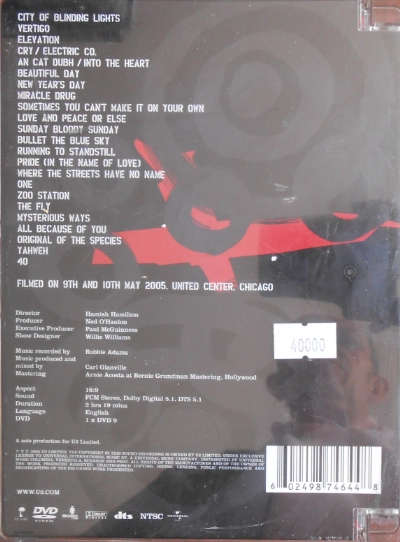 CITY OF BLINDING LIGHTS
VERTIGO
ELEVATION
CRY / ELECTRIC CO.
AN CAT DUBH / INTO THE HEART
BEAUTIFUL DAY
NEW YEAR'S DAY
MIRACLE DRUG
SOMETIMES YOU CAN'T MAKE IT ON YOUR OWN
LOVE AND PEACE OR ELSE
SUNDAY BLOODY SUNDAY
BULLET THE BLUE SKY
RUNNING TO STANDSTILL
PRIDE (IN THE NAME OF LOVE)
WHERE THE STREETS HAVE NO NAME
ONE
ZOO STATION
THE FLY
MYSTERIOUS WAYS
ALL BECAUSE OF YOU
ORIGINAL OF THE SPECIES
YAHWEH
40
FILMED ON 9TH AND 10TH MAY 2005. UNITED CENTER. CHICAGO
Director Hamish Hamilton
Producer Ned O'Hanlon
Executive Producer Paul McGuinness
Show Designer Willie Williams
40000
Music recorded by Robbie Adams
Music produced and
mixed by Carl Glanville
Mastering Arnie Acosta at Bernie Grundman Mastering, Hollywood
Aspect 16:9
Sound PCM Stereo, Dolby Digital 5.1, DTS 5.1
Duration 2 hrs 19 mins
Language English
DVD 1 x DVD 9
A solo production for U2 Limited.
WWW.U2.COM
6 02498 74644 8
DVD
VIDEO
dts
NTSC
UNIVERSAL